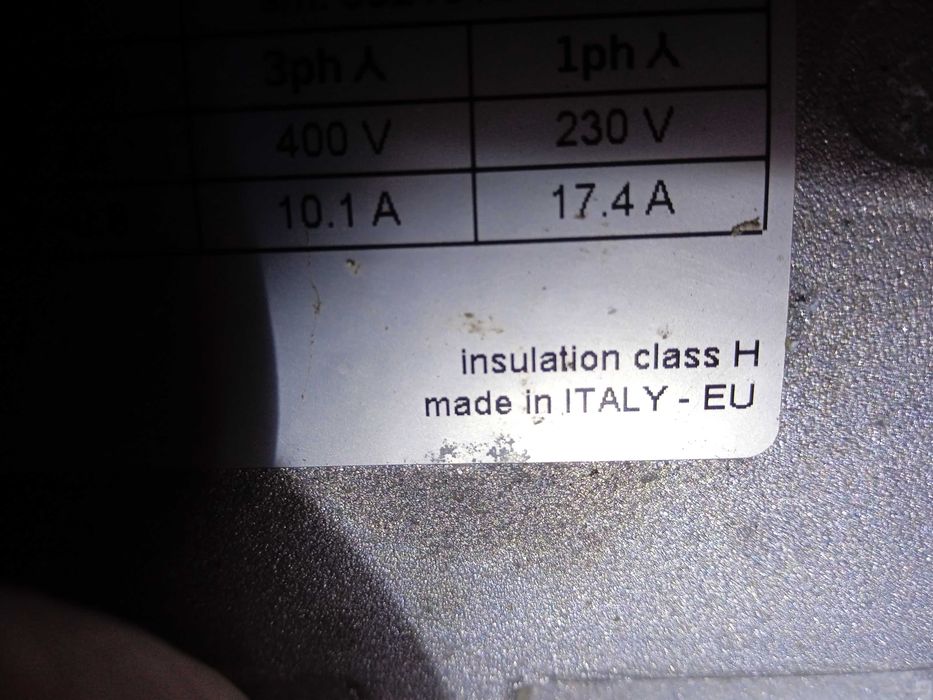 3ph 1ph
400 V 230 V
10.1 A 17.4 A
insulation class H
made in ITALY - EU